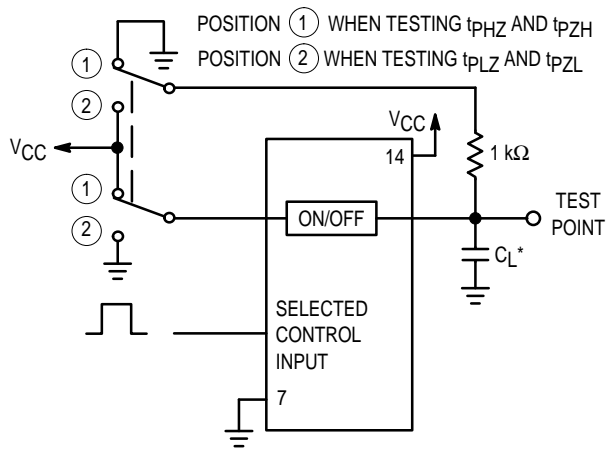 POSITION 1 WHEN TESTING tPHZ AND tPZH
POSITION 2 WHEN TESTING tPLZ AND tPZL
1
2
VCC
VCC
14
1 kΩ
1
2
ON/OFF
TEST
POINT
CL*
SELECTED
CONTROL
INPUT
7